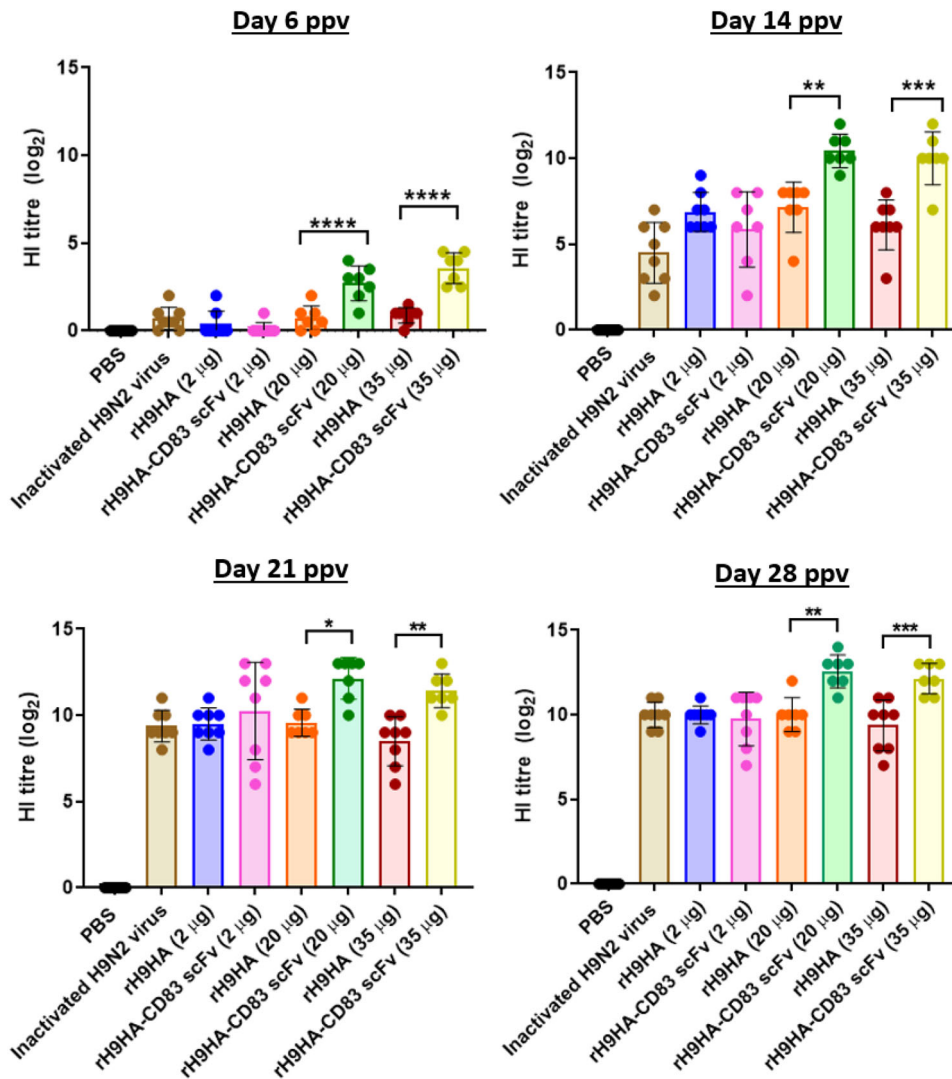 Day 6 ppv
HI titre (log2)
15
10
5
0
****
****
PBS
Inactivated H9N2 virus
rH9HA (2 μg)
rH9HA-CD83 scFv (2 μg)
rH9HA (20 μg)
rH9HA-CD83 scFv (20 μg)
rH9HA (35 μg)
rH9HA-CD83 scFv (35 μg)
Day 14 ppv
HI titre (log2)
15
10
5
0
**
***
PBS
Inactivated H9N2 virus
rH9HA (2 μg)
rH9HA-CD83 scFv (2 μg)
rH9HA (20 μg)
rH9HA-CD83 scFv (20 μg)
rH9HA (35 μg)
rH9HA-CD83 scFv (35 μg)
Day 21 ppv
HI titre (log2)
15
10
5
0
*
**
PBS
Inactivated H9N2 virus
rH9HA (2 μg)
rH9HA-CD83 scFv (2 μg)
rH9HA (20 μg)
rH9HA-CD83 scFv (20 μg)
rH9HA (35 μg)
rH9HA-CD83 scFv (35 μg)
Day 28 ppv
HI titre (log2)
15
10
5
0
**
***
PBS
Inactivated H9N2 virus
rH9HA (2 μg)
rH9HA-CD83 scFv (2 μg)
rH9HA (20 μg)
rH9HA-CD83 scFv (20 μg)
rH9HA (35 μg)
rH9HA-CD83 scFv (35 μg)